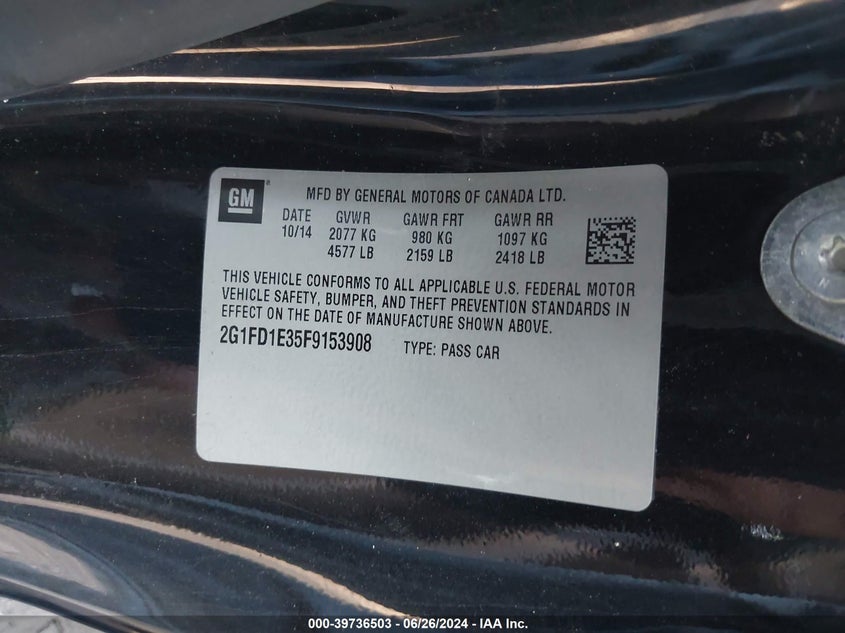 GM
MFD BY GENERAL MOTORS OF CANADA LTD.
DATE GVWR GAWR FRT GAWR RR
10/14 2077 KG 980 KG 1097 KG
4577 LB 2159 LB 2418 LB
THIS VEHICLE CONFORMS TO ALL APPLICABLE U.S. FEDERAL MOTOR
VEHICLE SAFETY, BUMPER, AND THEFT PREVENTION STANDARDS IN
EFFECT ON THE DATE OF MANUFACTURE SHOWN ABOVE.
2G1FD1E35F9153908 TYPE: PASS CAR
000-39736503 - 06/26/2024 - IAA Inc.